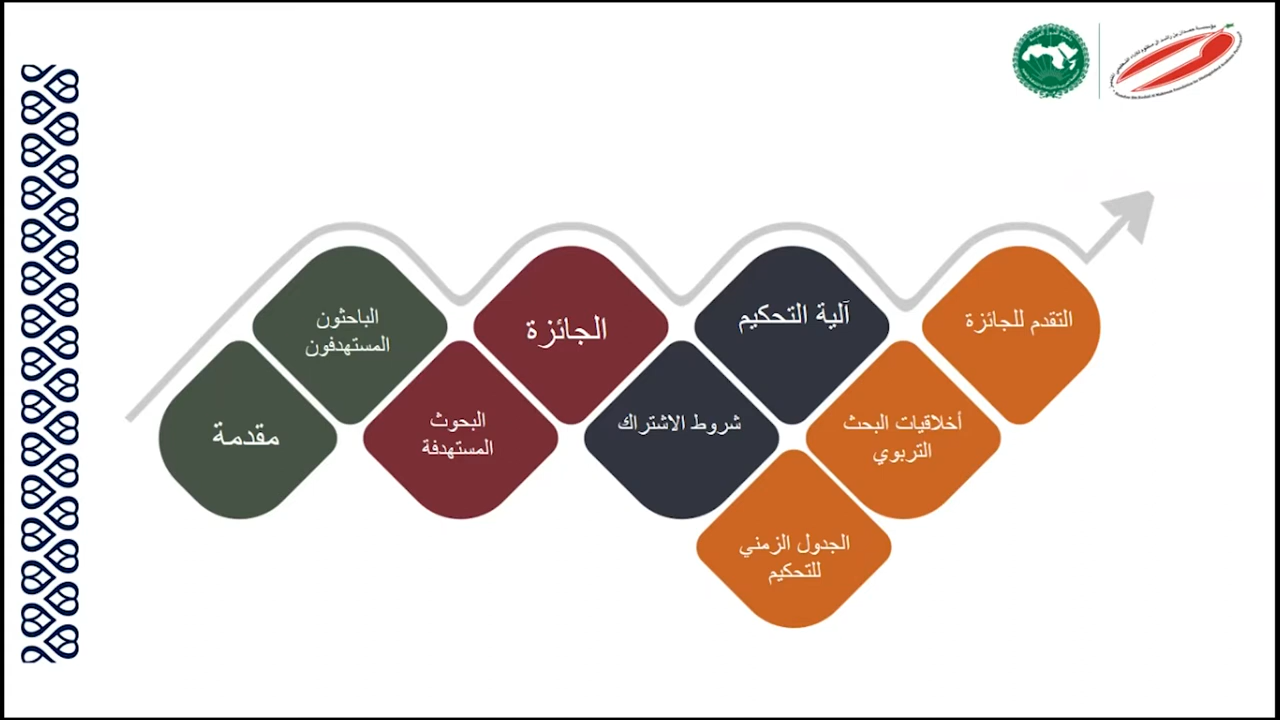 مقدمة
الباحثون
المستهدفون
البحوث
المستهدفة
الجائزة
شروط الاشتراك
آلية التحكيم
الجدول الزمني
للتحكيم
أخلاقيات البحث
التربوي
التقدم للجائزة